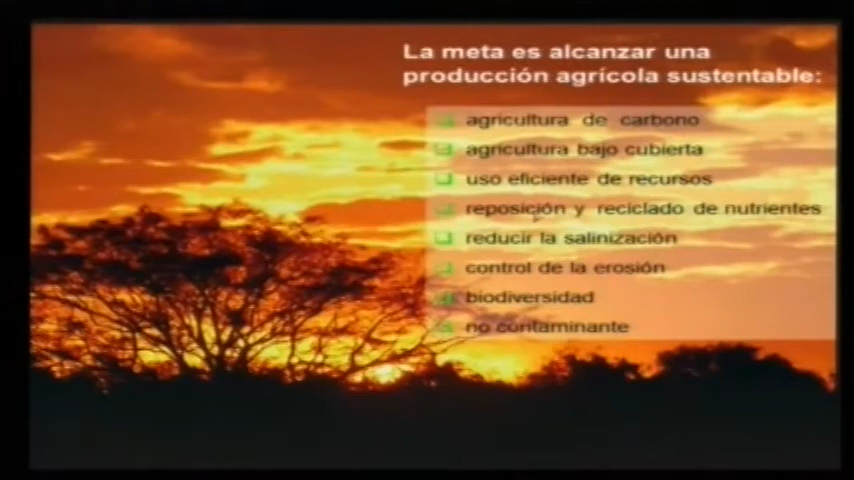 La meta es alcanzar una
producción agrícola sustentable:
agricultura de carbono
agricultura bajo cubierta
uso eficiente de recursos
reposición y reciclado de nutrientes
reducir la salinización
control de la erosión
biodiversidad
no contaminante